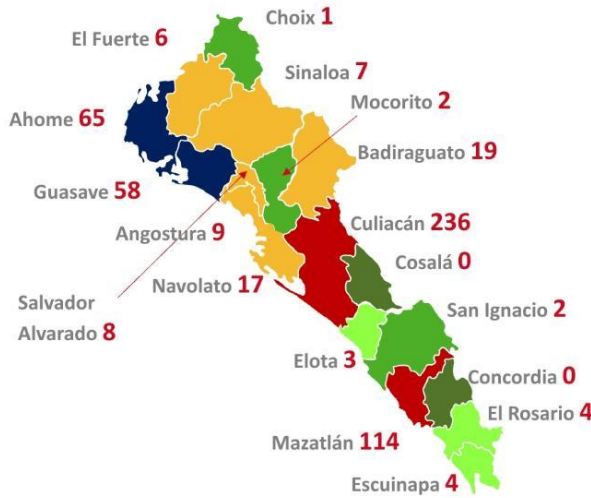 Choix 1
El Fuerte 6
Sinaloa 7
Mocorito 2
Ahome 65
Badiraguato 19
Guasave 58
Culiacán 236
Angostura 9
Cosalá 0
Navolato 17
Salvador
Alvarado 8
San Ignacio 2
Elota 3
Concordia 0
El Rosario 4
Mazatlán 114
Escuinapa 4